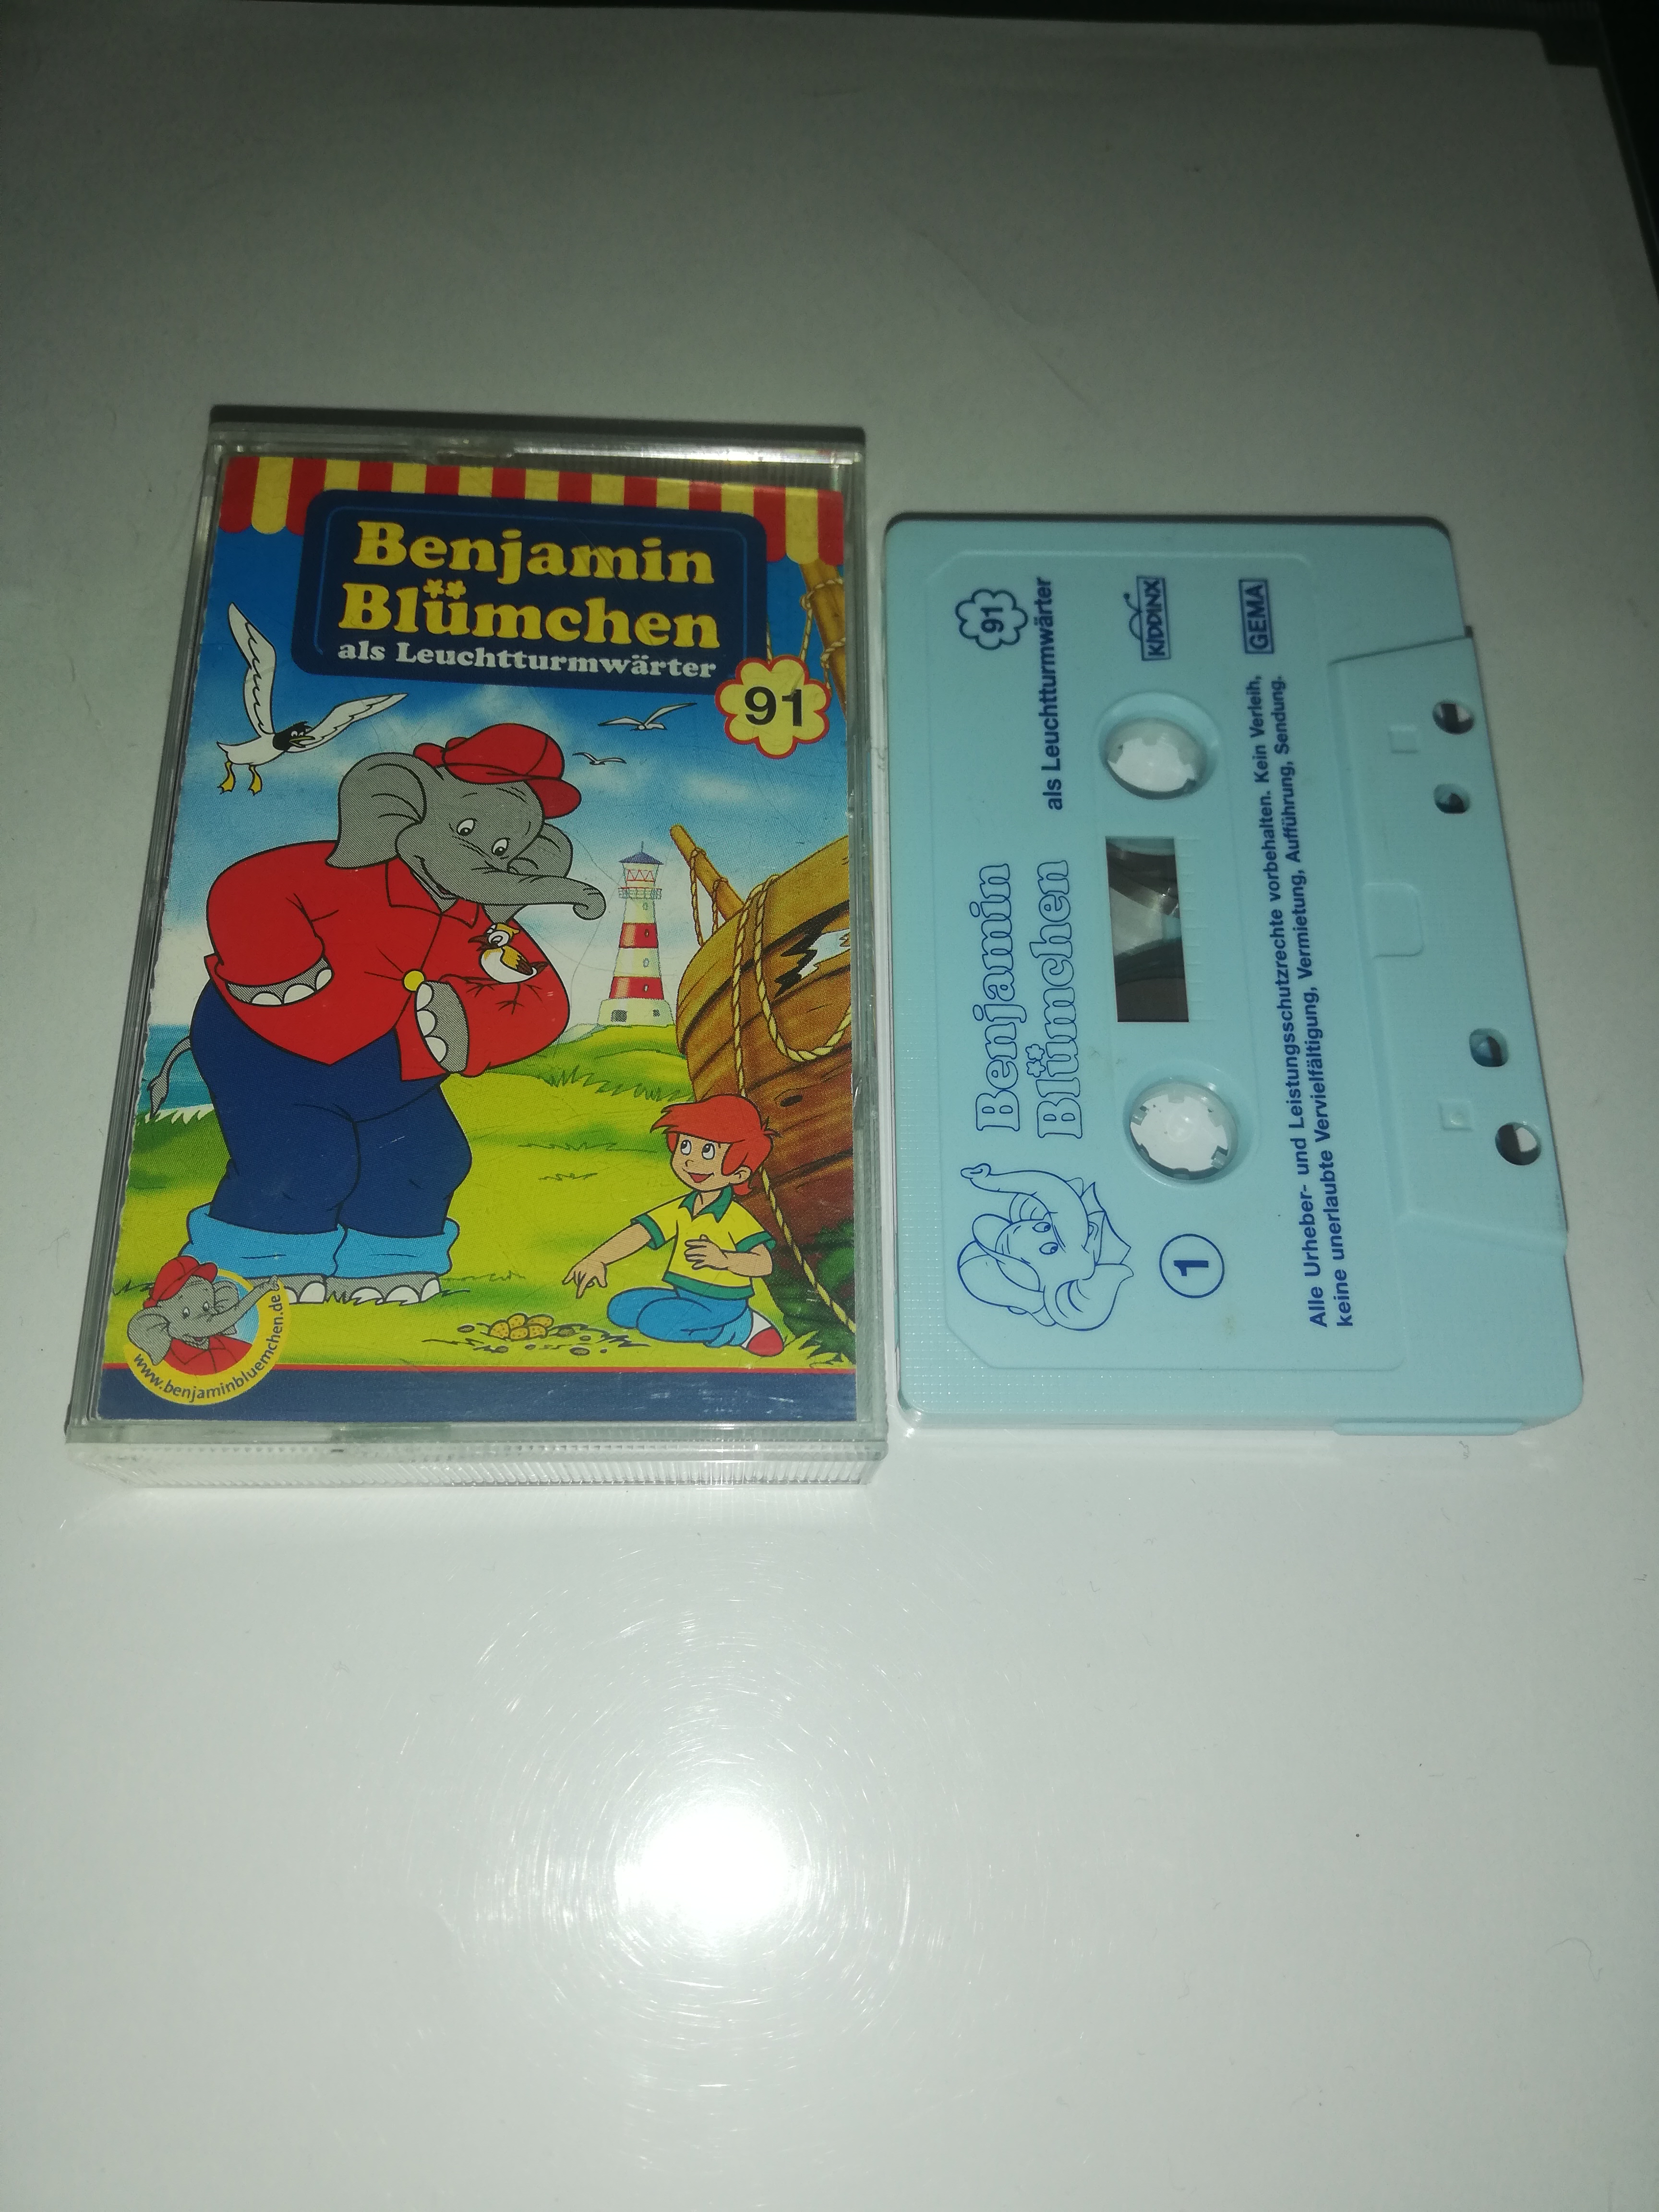 Benjamin
Blümchen
als Leuchtturmwärter
91
www.benjaminbluemchen.de
Benjamin
Blümchen
91
als Leuchtturmwärter
KIDDINX
GEMA
1
Alle Urheber- und Leistungsschutzrechte vorbehalten. Kein Verleih,
keine unerlaubte Vervielfältigung, Vermietung, Aufführung, Sendung.